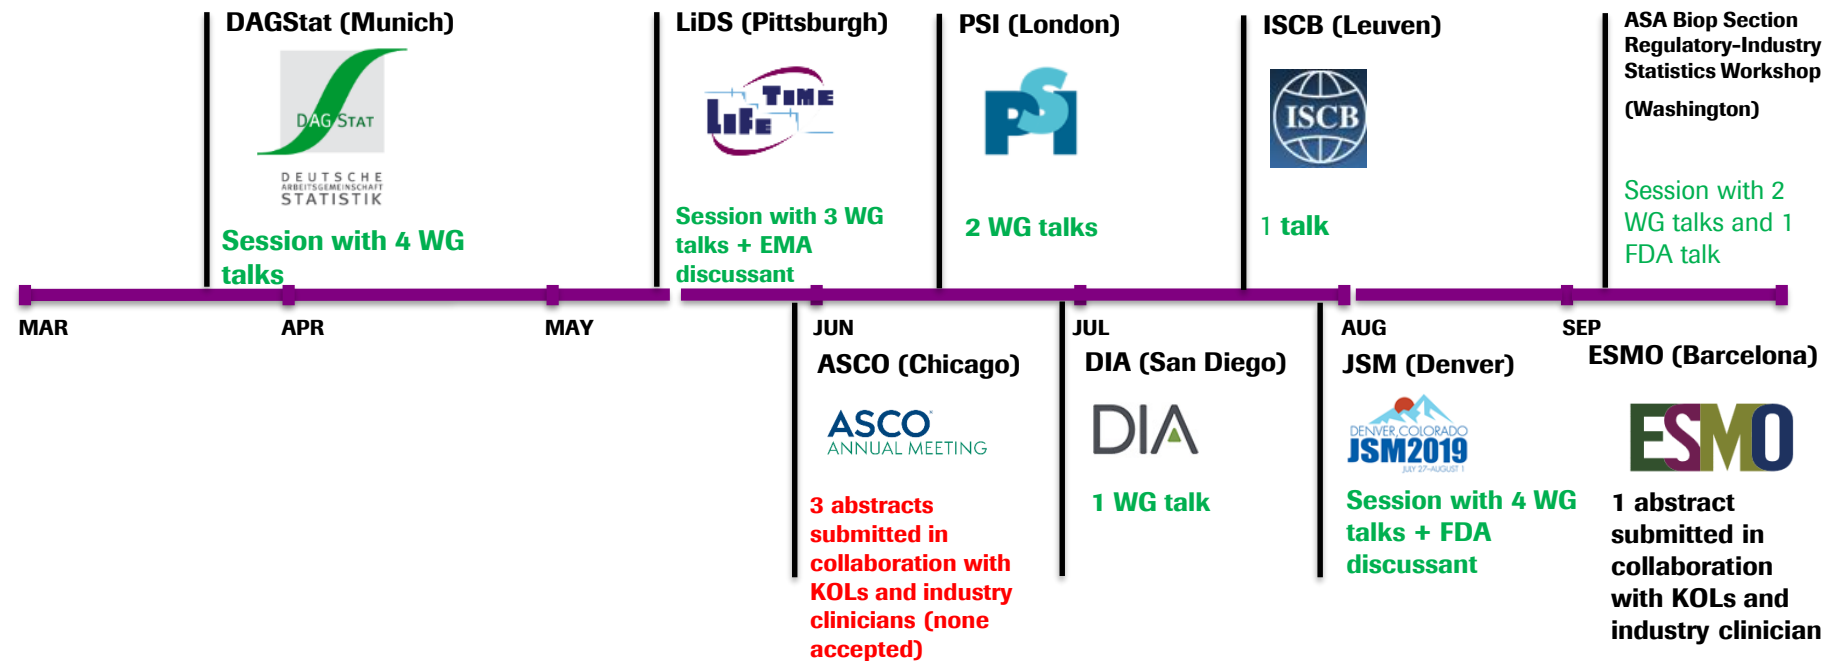 DAGStat (Munich)
DAG STAT
DEUTSCHE
ARBEITSGEMEINSCHAFT
STATISTIK
Session with 4 WG
talks
LiDS (Pittsburgh)
LIFE TIME
Session with 3 WG
talks + EMA
discussant
PSI (London)
PSI
2 WG talks
ISCB (Leuven)
ISCB
1 talk
ASA Biop Section
Regulatory-Industry
Statistics Workshop
(Washington)
Session with 2
WG talks and 1
FDA talk
MAR
APR
MAY
JUN
JUL
AUG
SEP
ASCO (Chicago)
ASCO
ANNUAL MEETING
3 abstracts
submitted in
collaboration with
KOLs and industry
clinicians (none
accepted)
DIA (San Diego)
DIA
1 WG talk
JSM (Denver)
DENVER, COLORADO
JSM2019
JULY 27-AUGUST 1
Session with 4 WG
talks + FDA
discussant
ESMO (Barcelona)
ESMO
1 abstract
submitted in
collaboration
with KOLs and
industry clinician